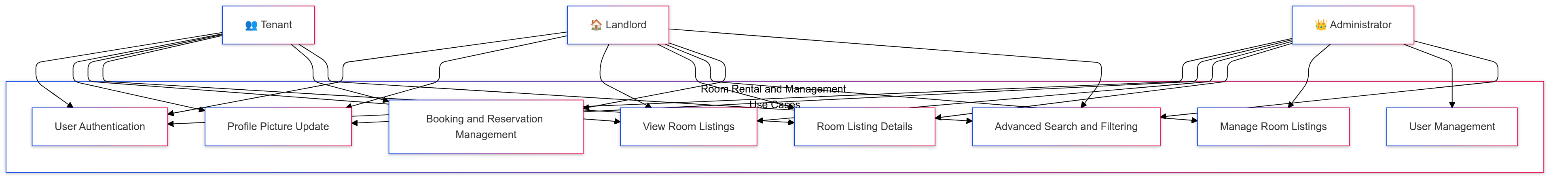 👥 Tenant
🏠 Landlord
👑 Administrator
Room Rental and Management
Use Cases
User Authentication
Profile Picture Update
Booking and Reservation
Management
View Room Listings
Room Listing Details
Advanced Search and Filtering
Manage Room Listings
User Management